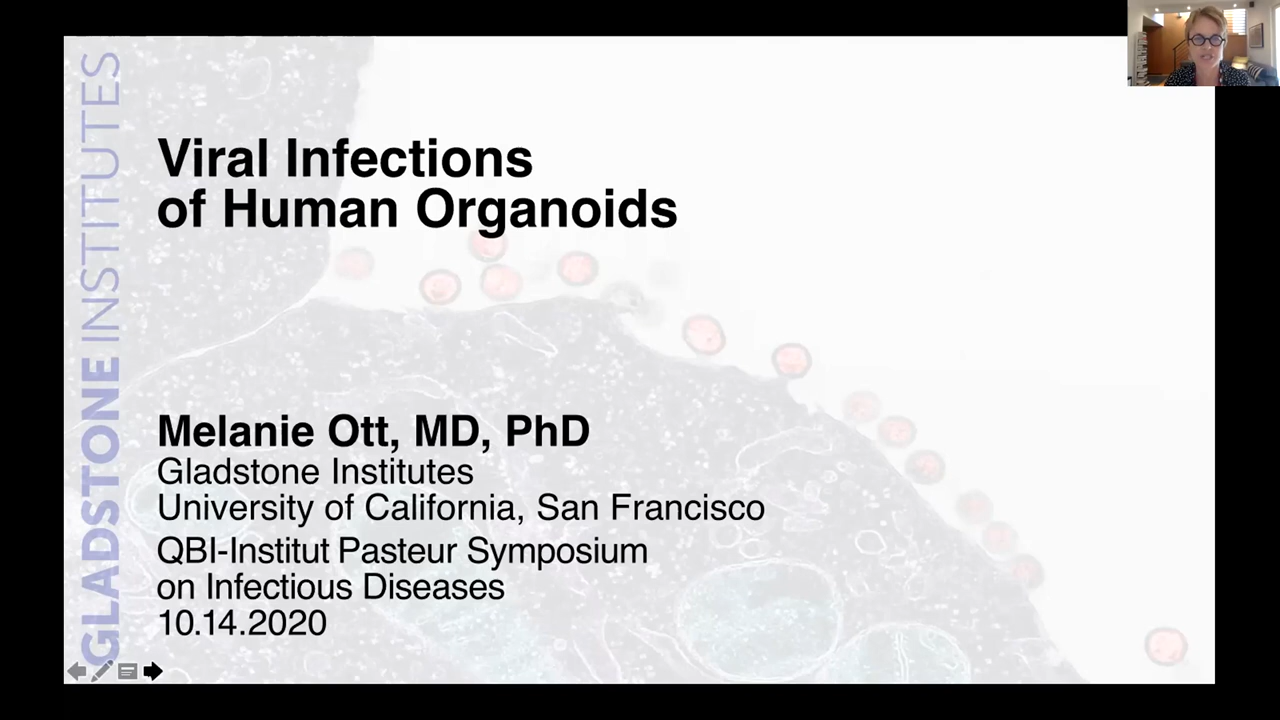 GLADSTONE INSTITUTES
Viral Infections
of Human Organoids
Melanie Ott, MD, PhD
Gladstone Institutes
University of California, San Francisco
QBI-Institut Pasteur Symposium
on Infectious Diseases
10.14.2020